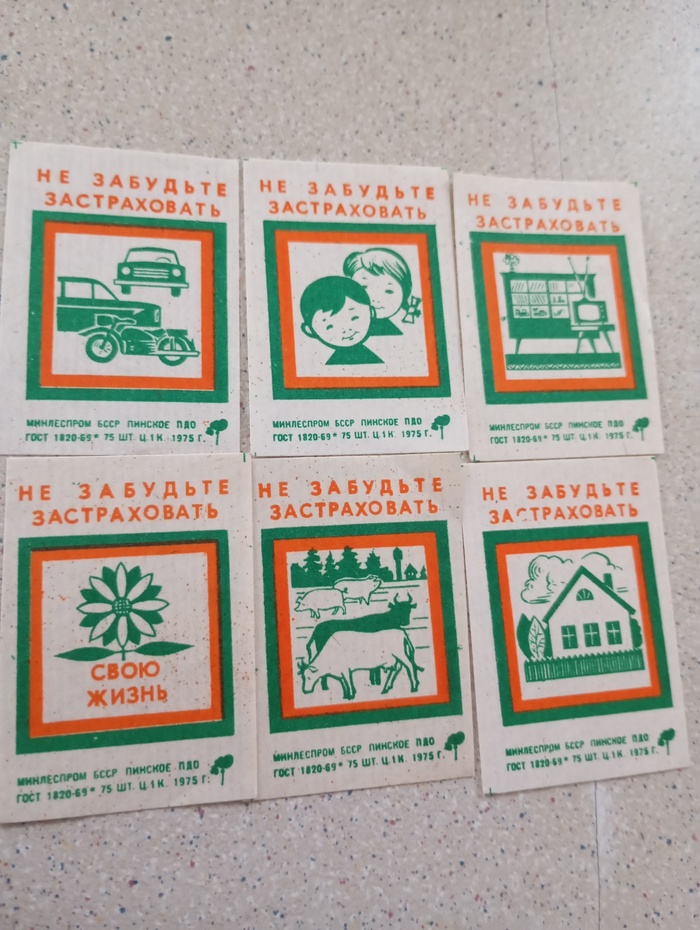 НЕ ЗАБУДЬТЕ
ЗАСТРАХОВАТЬ
МИНЛЕСПРОМ БССР ПИНСКОЕ ПДО
ГОСТ 1820-69* 75 ШТ. Ц. 1 К. 1975 Г.
НЕ ЗАБУДЬТЕ
ЗАСТРАХОВАТЬ
МИНЛЕСПРОМ БССР ПИНСКОЕ ПДО
ГОСТ 1820-69* 75 ШТ. Ц. 1 К. 1975 Г.
НЕ ЗАБУДЬТЕ
ЗАСТРАХОВАТЬ
МИНЛЕСПРОМ БССР ПИНСКОЕ ПДО
ГОСТ 1820-69* 75 ШТ. Ц. 1 К. 1975 Г.
НЕ ЗАБУДЬТЕ
ЗАСТРАХОВАТЬ
СВОЮ
ЖИЗНЬ
МИНЛЕСПРОМ БССР ПИНСКОЕ ПДО
ГОСТ 1820-69* 75 ШТ. Ц. 1 К. 1975 Г.
НЕ ЗАБУДЬТЕ
ЗАСТРАХОВАТЬ
МИНЛЕСПРОМ БССР ПИНСКОЕ ПДО
ГОСТ 1820-69* 75 ШТ. Ц. 1 К. 1975 Г.
НЕ ЗАБУДЬТЕ
ЗАСТРАХОВАТЬ
МИНЛЕСПРОМ БССР ПИНСКОЕ ПДО
ГОСТ 1820-69* 75 ШТ. Ц. 1 К. 1975 Г.